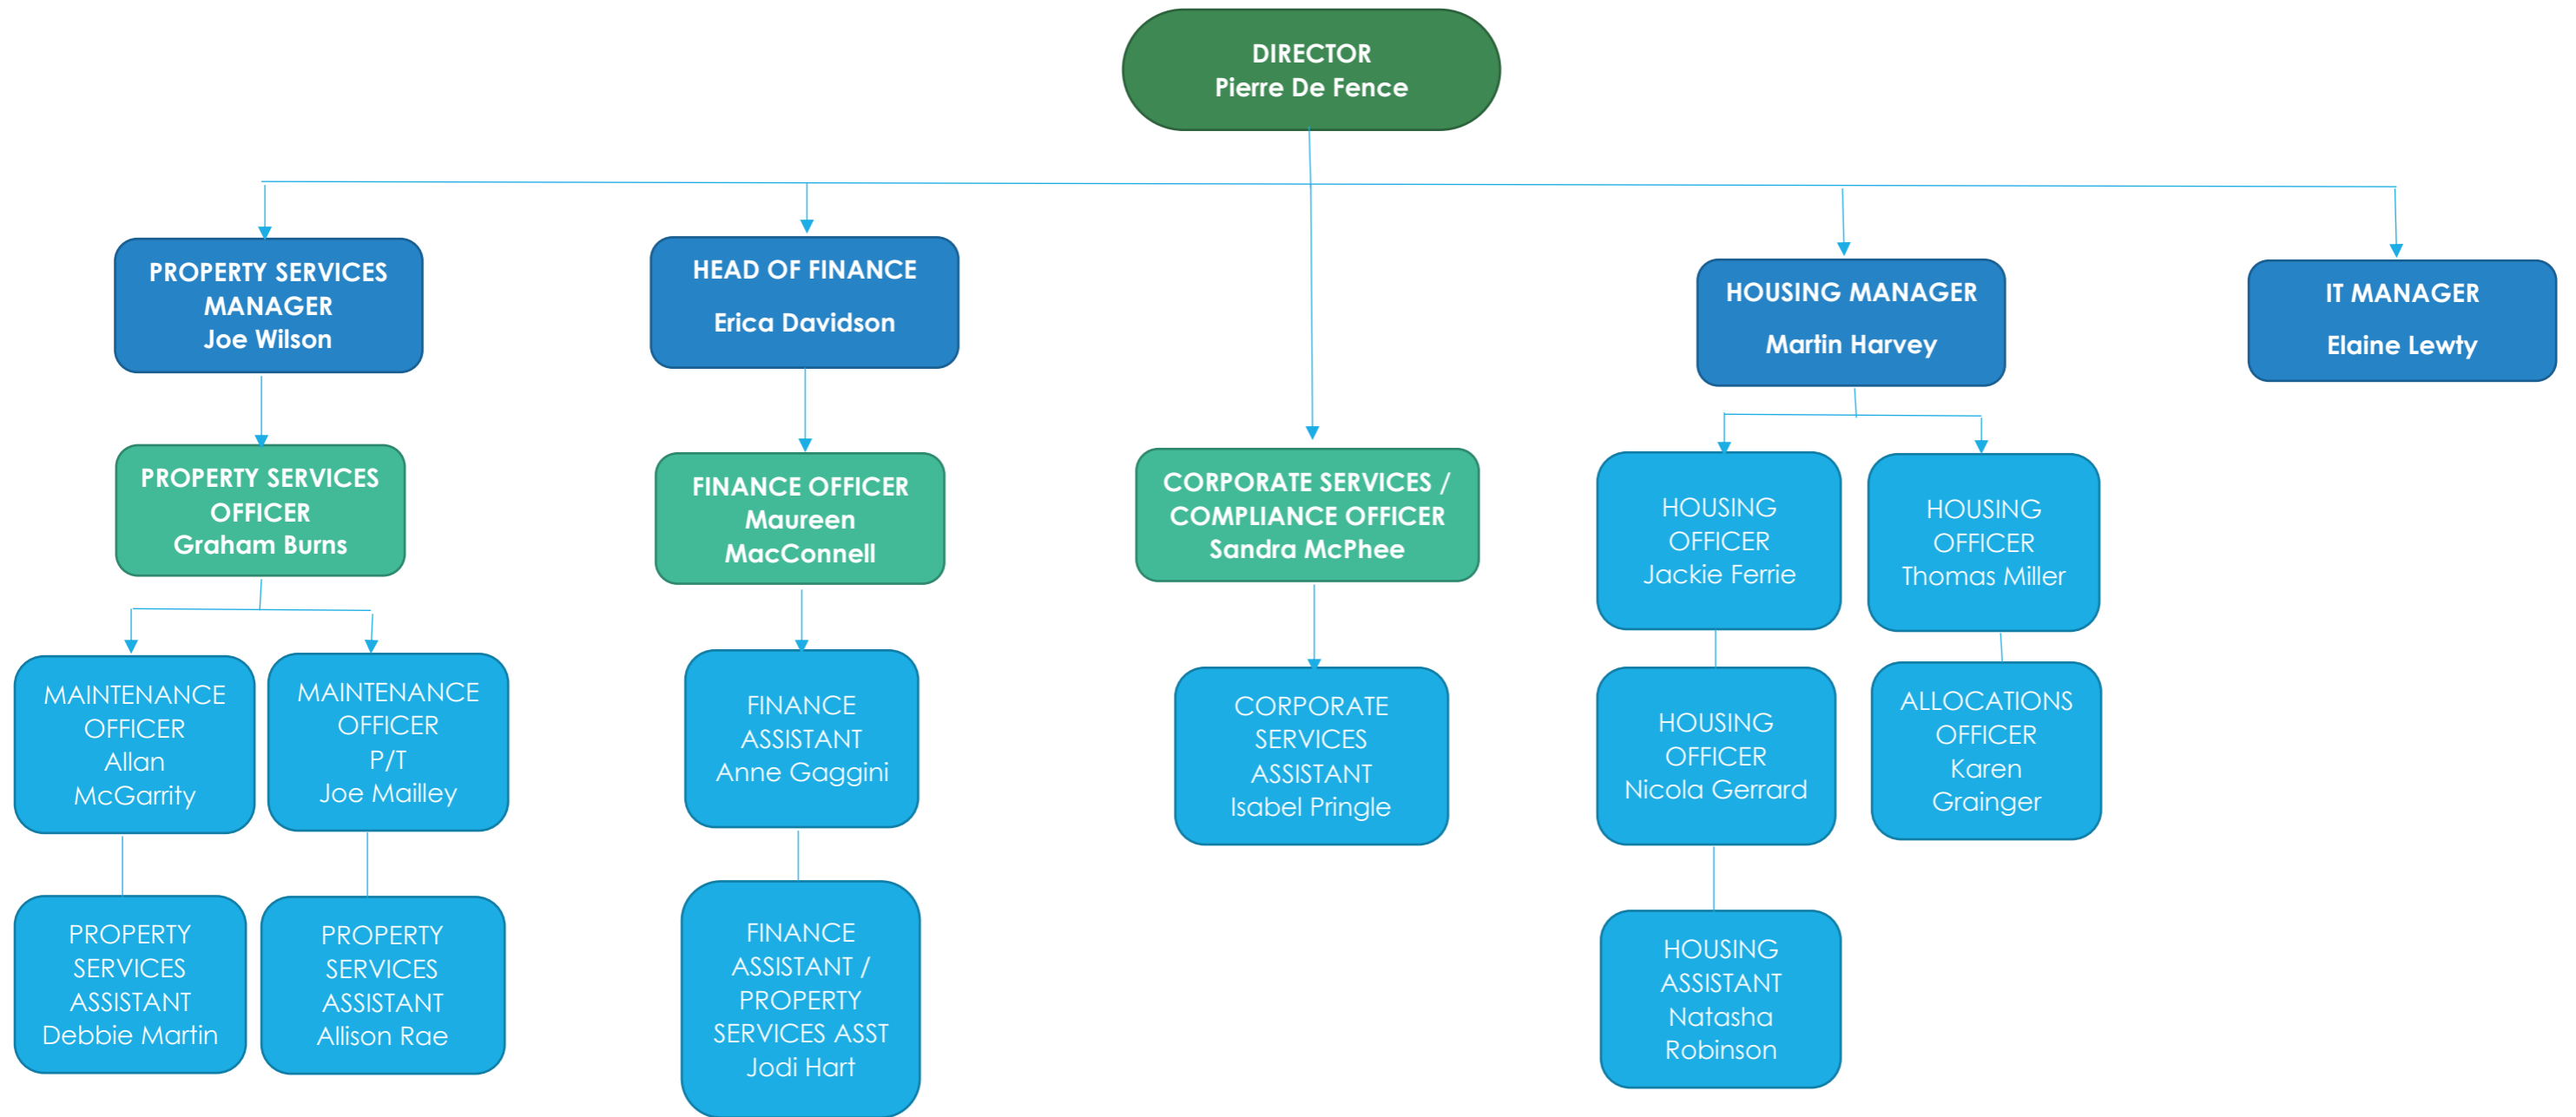 DIRECTOR
Pierre De Fence
PROPERTY SERVICES
MANAGER
Joe Wilson
HEAD OF FINANCE
Erica Davidson
HOUSING MANAGER
Martin Harvey
IT MANAGER
Elaine Lewty
PROPERTY SERVICES
OFFICER
Graham Burns
FINANCE OFFICER
Maureen
MacConnell
CORPORATE SERVICES /
COMPLIANCE OFFICER
Sandra McPhee
HOUSING
OFFICER
Jackie Ferrie
HOUSING
OFFICER
Thomas Miller
MAINTENANCE
OFFICER
Allan
McGarrity
MAINTENANCE
OFFICER
P/T
Joe Mailley
FINANCE
ASSISTANT
Anne Gaggini
CORPORATE
SERVICES
ASSISTANT
Isabel Pringle
HOUSING
OFFICER
Nicola Gerrard
ALLOCATIONS
OFFICER
Karen
Grainger
PROPERTY
SERVICES
ASSISTANT
Debbie Martin
PROPERTY
SERVICES
ASSISTANT
Allison Rae
FINANCE
ASSISTANT /
PROPERTY
SERVICES ASST
Jodi Hart
HOUSING
ASSISTANT
Natasha
Robinson